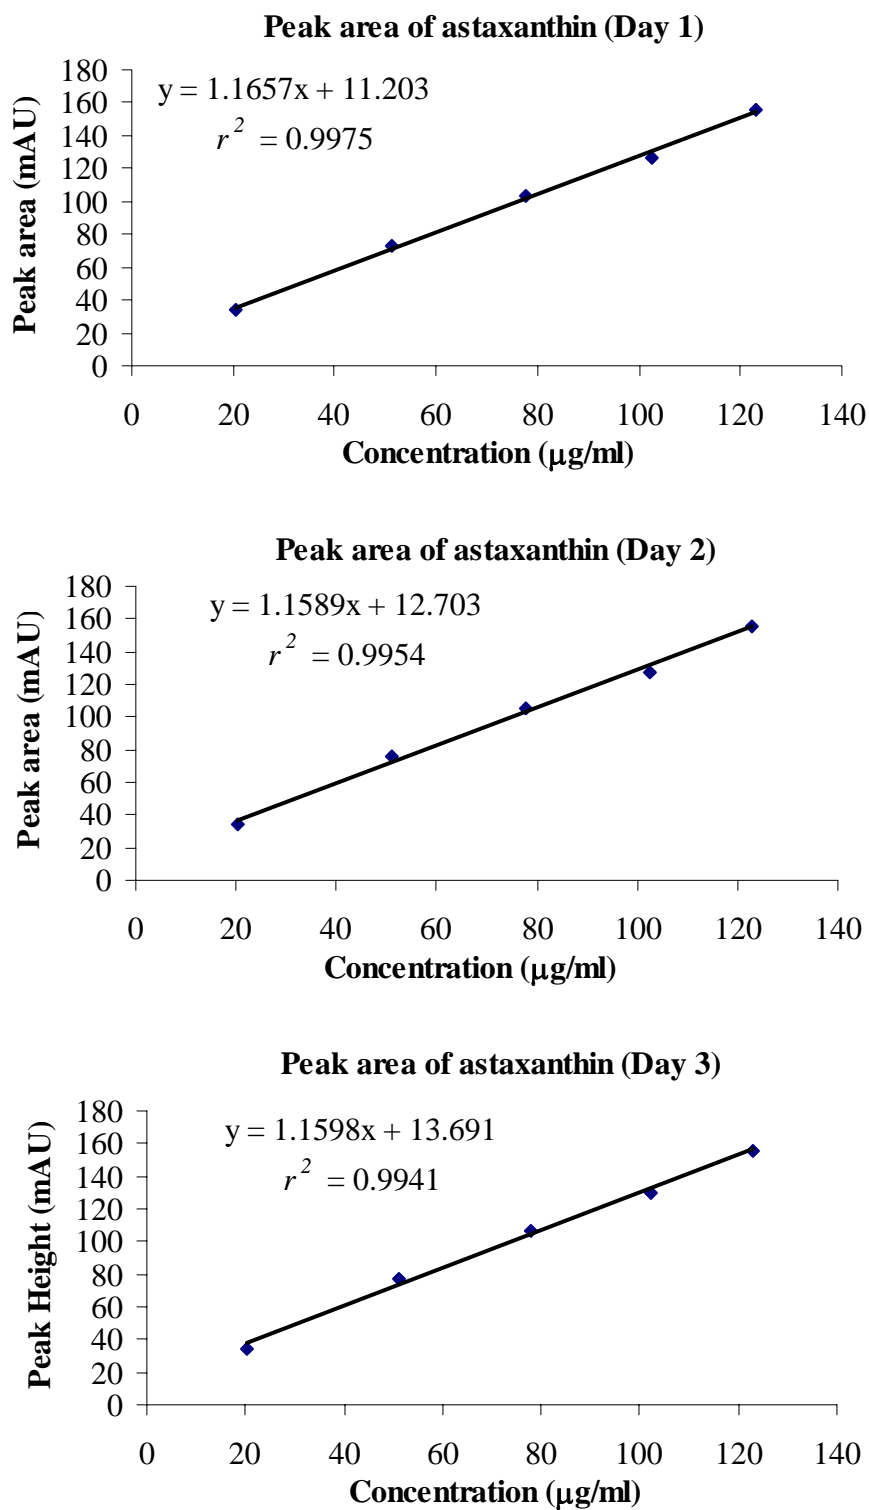 Peak area of astaxanthin (Day 1)
y = 1.1657x + 11.203
r² = 0.9975
Peak area (mAU)
180
160
140
120
100
80
60
40
20
0
0 20 40 60 80 100 120 140
Concentration (µg/ml)
Peak area of astaxanthin (Day 2)
y = 1.1589x + 12.703
r² = 0.9954
Peak area (mAU)
180
160
140
120
100
80
60
40
20
0
0 20 40 60 80 100 120 140
Concentration (µg/ml)
Peak area of astaxanthin (Day 3)
y = 1.1598x + 13.691
r² = 0.9941
Peak Height (mAU)
180
160
140
120
100
80
60
40
20
0
0 20 40 60 80 100 120 140
Concentration (µg/ml)